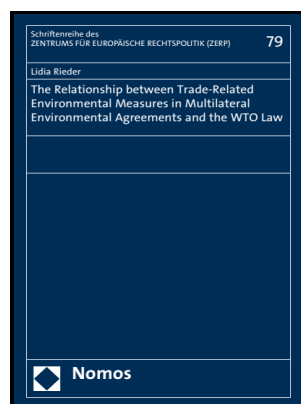 Schriftenreihe des
ZENTRUMS FÜR EUROPÄISCHE RECHTSPOLITIK (ZERP) 79
Lidia Rieder
The Relationship between Trade-Related
Environmental Measures in Multilateral
Environmental Agreements and the WTO Law
Nomos